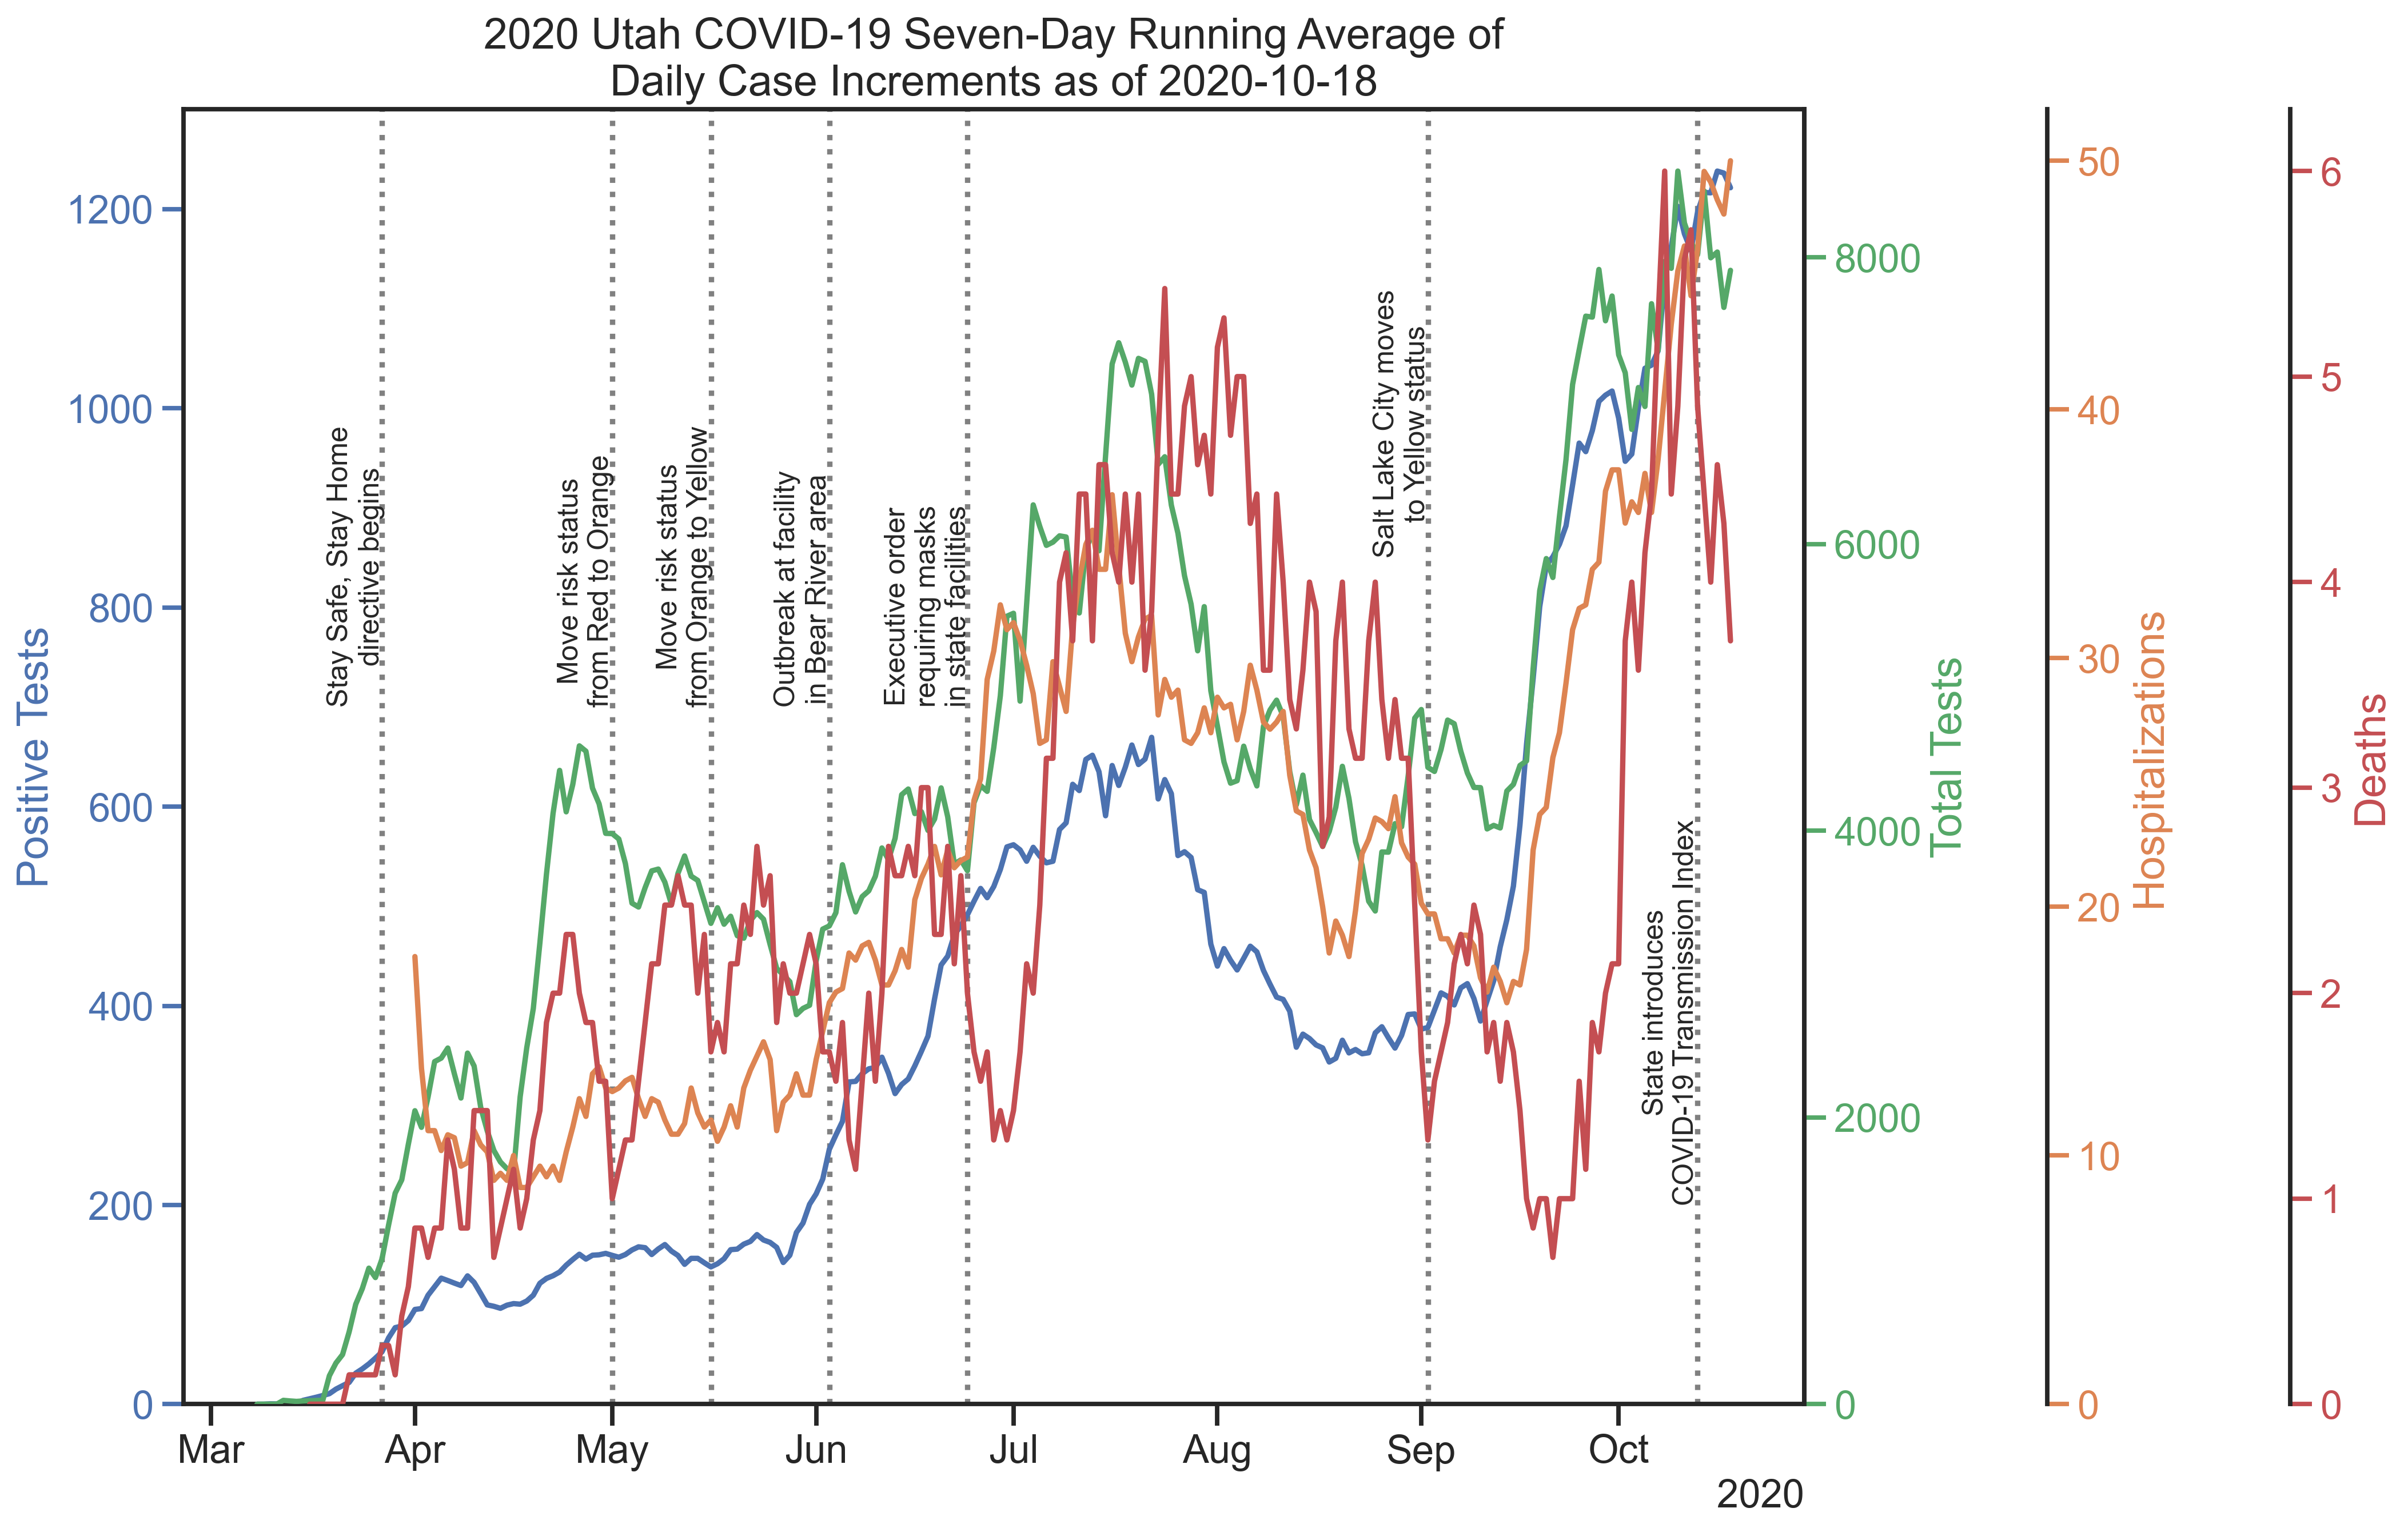 2020 Utah COVID-19 Seven-Day Running Average of
Daily Case Increments as of 2020-10-18
Positive Tests
1200
1000
800
600
400
200
0
Stay Safe, Stay Home
directive begins
Move risk status
from Red to Orange
Move risk status
from Orange to Yellow
Outbreak at facility
in Bear River area
Executive order
requiring masks
in state facilities
Salt Lake City moves
to Yellow status
State introduces
COVID-19 Transmission Index
8000
6000
4000
2000
0
Total Tests
50
40
30
20
10
0
Hospitalizations
6
5
4
3
2
1
0
Deaths
Mar
Apr
May
Jun
Jul
Aug
Sep
Oct
2020